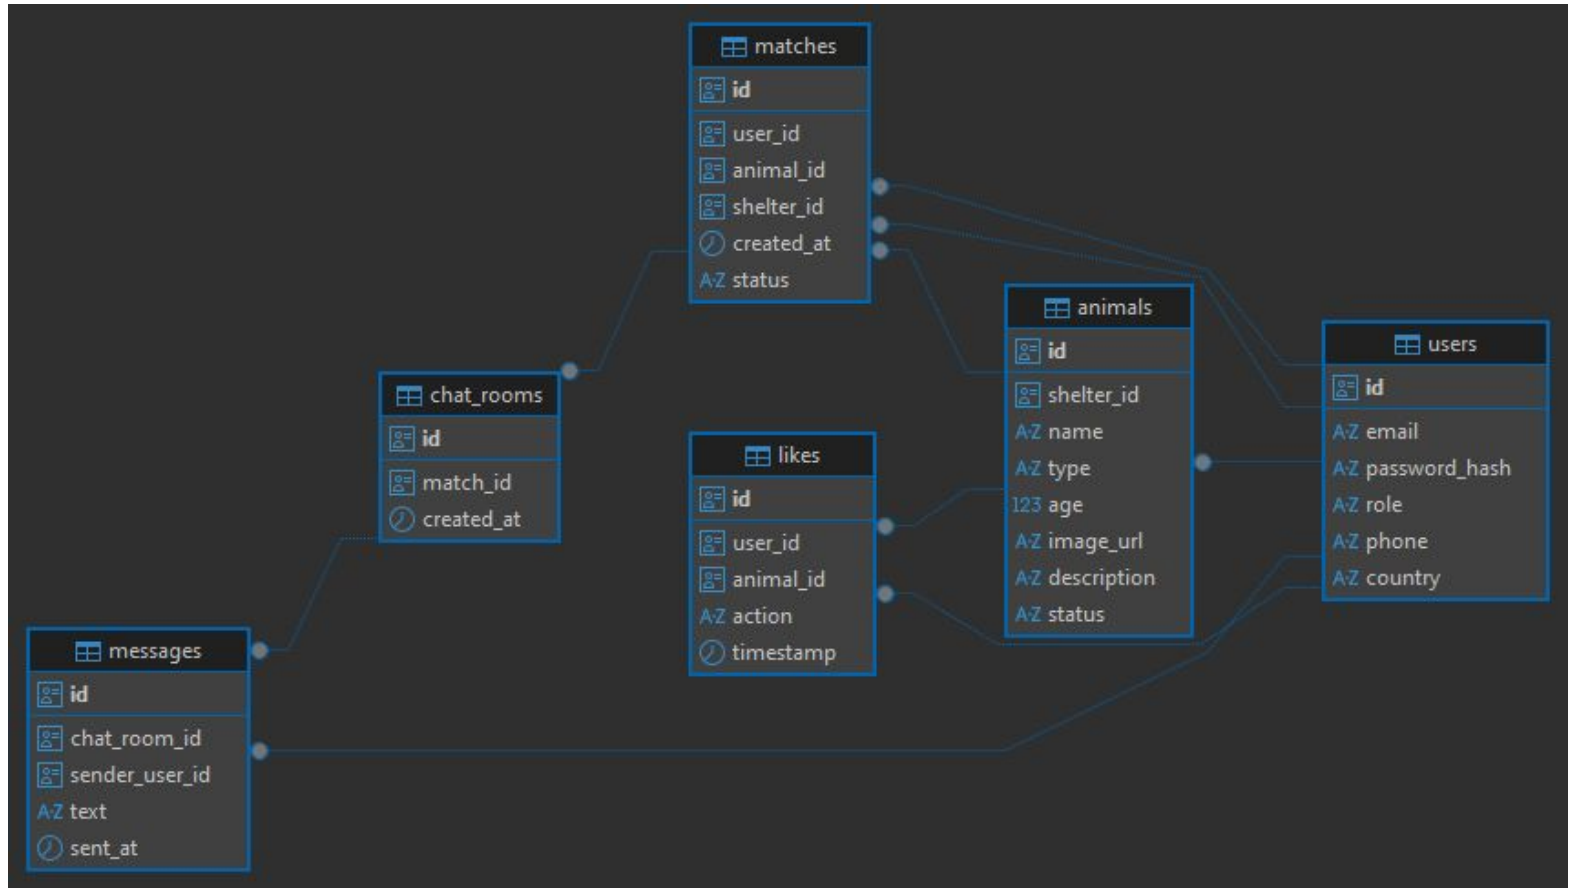 matches
id
user_id
animal_id
shelter_id
created_at
A-Z status
animals
id
shelter_id
A-Z name
A-Z type
123 age
A-Z image_url
A-Z description
A-Z status
users
id
A-Z email
A-Z password_hash
A-Z role
A-Z phone
A-Z country
chat_rooms
id
match_id
created_at
likes
id
user_id
animal_id
A-Z action
timestamp
messages
id
chat_room_id
sender_user_id
A-Z text
sent_at